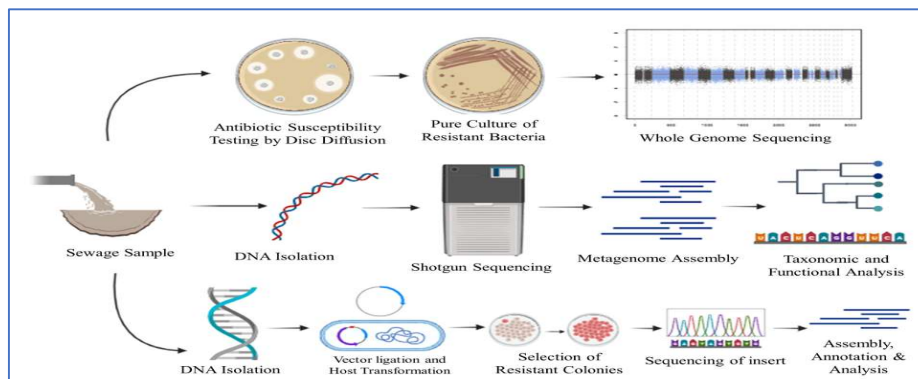 Antibiotic Susceptibility
Testing by Disc Diffusion
Pure Culture of
Resistant Bacteria
Whole Genome Sequencing
Sewage Sample
DNA Isolation
Shotgun Sequencing
Metagenome Assembly
Taxonomic and
Functional Analysis
DNA Isolation
Vector ligation and
Host Transformation
Selection of
Resistant Colonies
Sequencing of insert
Assembly,
Annotation &
Analysis